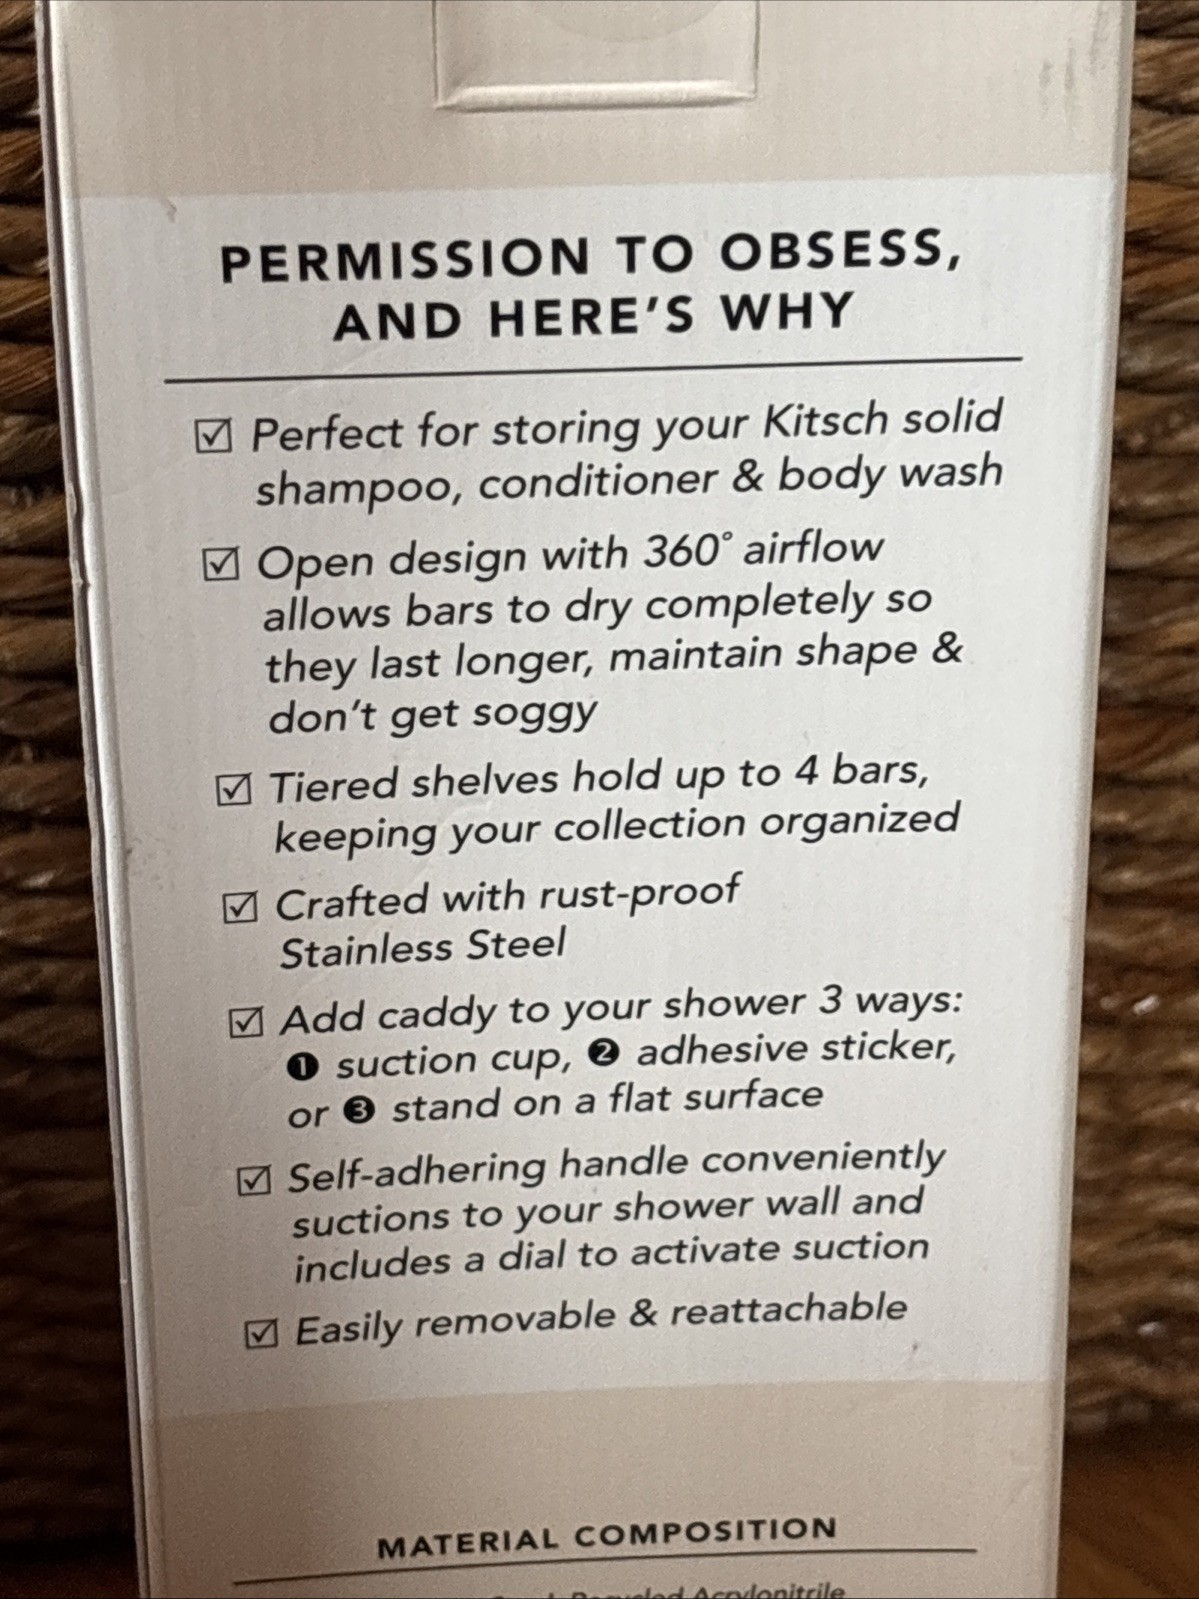 PERMISSION TO OBSESS,
AND HERE'S WHY
☑ Perfect for storing your Kitsch solid
shampoo, conditioner & body wash
☑ Open design with 360° airflow
allows bars to dry completely so
they last longer, maintain shape &
don't get soggy
☑ Tiered shelves hold up to 4 bars,
keeping your collection organized
☑ Crafted with rust-proof
Stainless Steel
☑ Add caddy to your shower 3 ways:
❶ suction cup, ❷ adhesive sticker,
or ❸ stand on a flat surface
☑ Self-adhering handle conveniently
suctions to your shower wall and
includes a dial to activate suction
☑ Easily removable & reattachable
MATERIAL COMPOSITION
Recycled Acrylonitrile